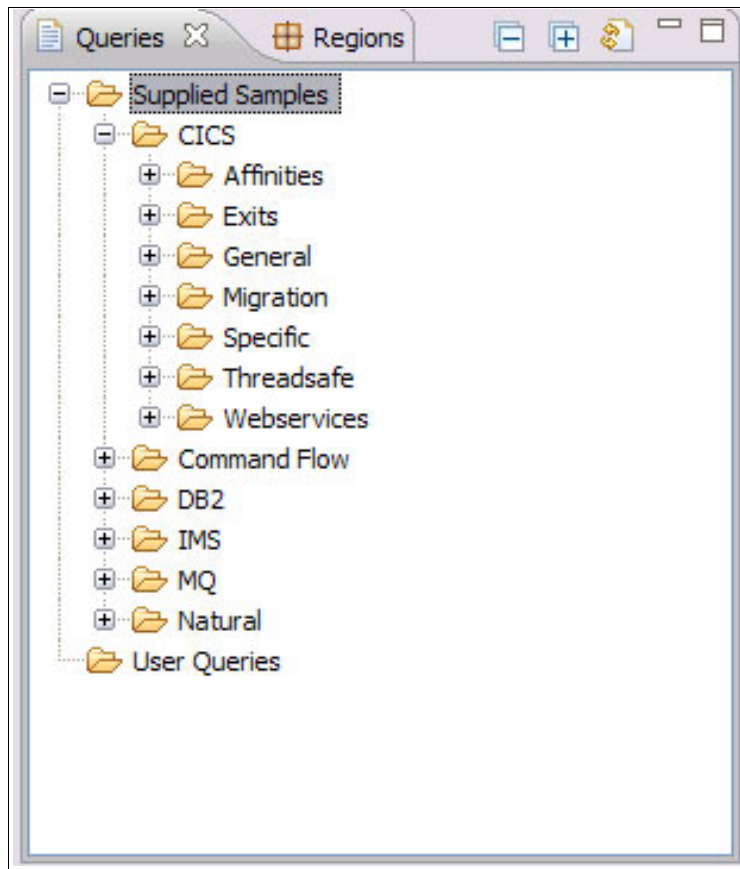 Queries Regions
Supplied Samples
CICS
Affinities
Exits
General
Migration
Specific
Threadsafe
Webservices
Command Flow
DB2
IMS
MQ
Natural
User Queries